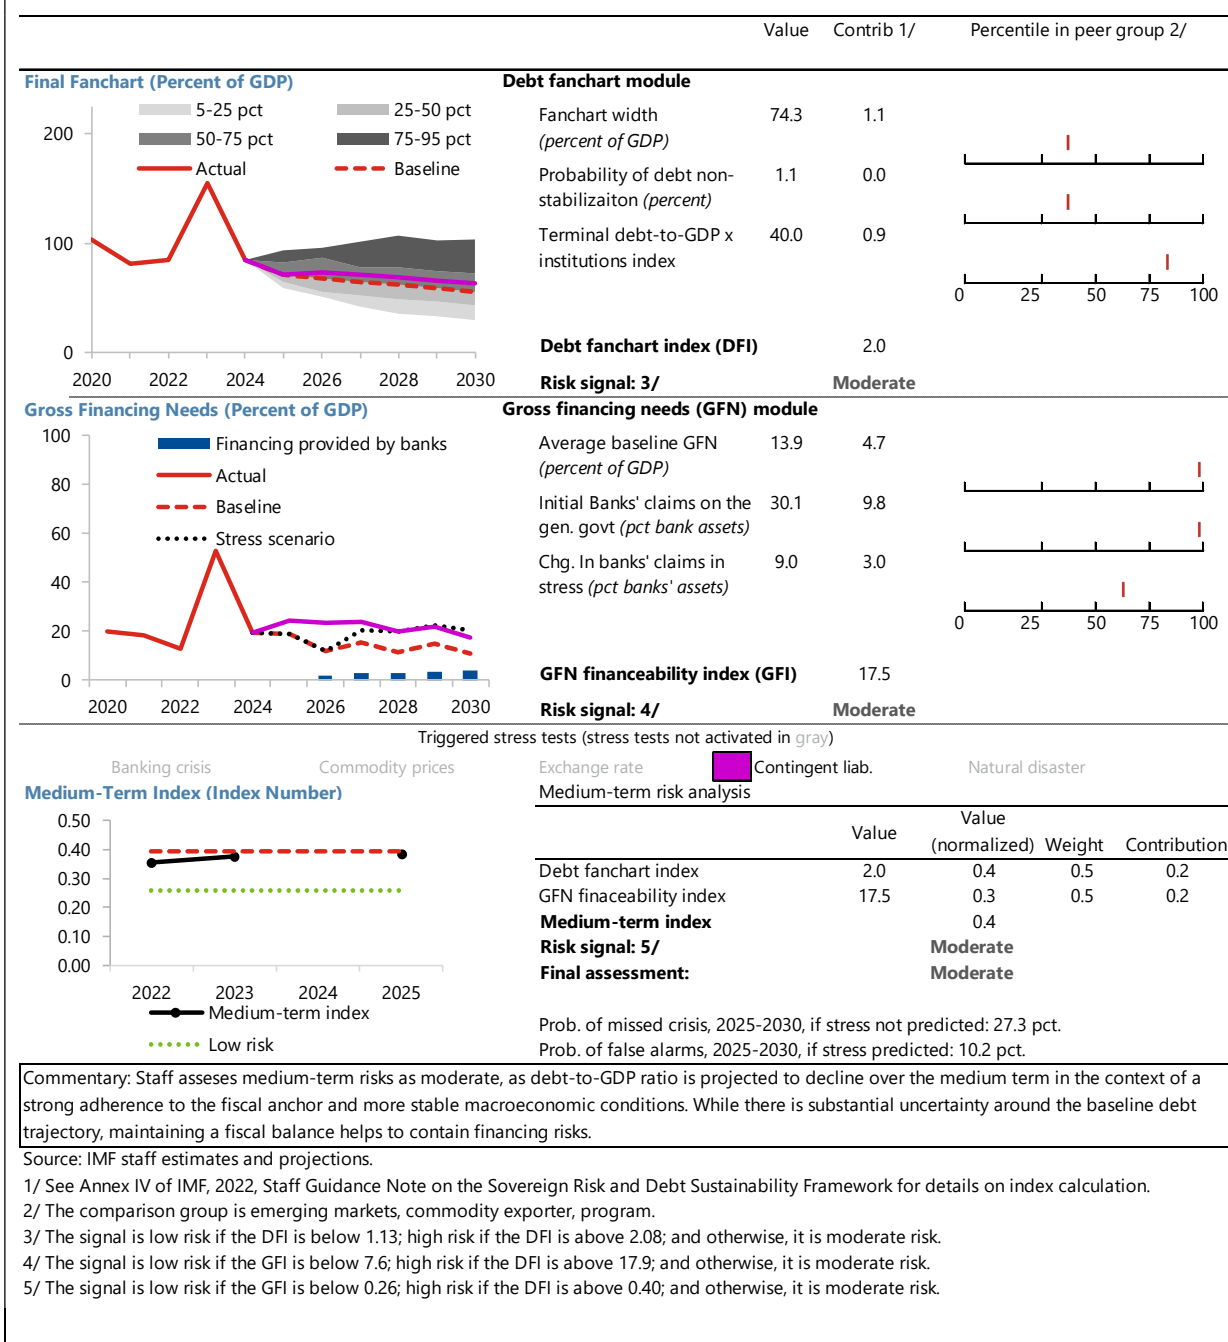 Value Contrib 1/ Percentile in peer group 2/
Final Fanchart (Percent of GDP)
5-25 pct 25-50 pct
50-75 pct 75-95 pct
Actual Baseline
200
100
0
2020 2022 2024 2026 2028 2030
Debt fanchart module
Fanchart width 74.3 1.1
(percent of GDP)
Probability of debt non- 1.1 0.0
stabilizaiton (percent)
Terminal debt-to-GDP x 40.0 0.9
institutions index
0 25 50 75 100
Debt fanchart index (DFI) 2.0
Risk signal: 3/ Moderate
Gross Financing Needs (Percent of GDP)
100
80
60
40
20
0
Financing provided by banks
Actual
Baseline
Stress scenario
2020 2022 2024 2026 2028 2030
Gross financing needs (GFN) module
Average baseline GFN 13.9 4.7
(percent of GDP)
Initial Banks' claims on the 30.1 9.8
gen. govt (pct bank assets)
Chg. In banks' claims in 9.0 3.0
stress (pct banks' assets)
0 25 50 75 100
GFN financeability index (GFI) 17.5
Risk signal: 4/ Moderate
Triggered stress tests (stress tests not activated in gray)
Banking crisis Commodity prices Exchange rate Contingent liab. Natural disaster
Medium-Term Index (Index Number)
0.50
0.40
0.30
0.20
0.10
0.00
2022 2023 2024 2025
Medium-term index
Low risk
Medium-term risk analysis
Value Value (normalized) Weight Contribution
Debt fanchart index 2.0 0.4 0.5 0.2
GFN finaceability index 17.5 0.3 0.5 0.2
Medium-term index 0.4
Risk signal: 5/ Moderate
Final assessment: Moderate
Prob. of missed crisis, 2025-2030, if stress not predicted: 27.3 pct.
Prob. of false alarms, 2025-2030, if stress predicted: 10.2 pct.
Commentary: Staff asseses medium-term risks as moderate, as debt-to-GDP ratio is projected to decline over the medium term in the context of a
strong adherence to the fiscal anchor and more stable macroeconomic conditions. While there is substantial uncertainty around the baseline debt
trajectory, maintaining a fiscal balance helps to contain financing risks.
Source: IMF staff estimates and projections.
1/ See Annex IV of IMF, 2022, Staff Guidance Note on the Sovereign Risk and Debt Sustainability Framework for details on index calculation.
2/ The comparison group is emerging markets, commodity exporter, program.
3/ The signal is low risk if the DFI is below 1.13; high risk if the DFI is above 2.08; and otherwise, it is moderate risk.
4/ The signal is low risk if the GFI is below 7.6; high risk if the DFI is above 17.9; and otherwise, it is moderate risk.
5/ The signal is low risk if the GFI is below 0.26; high risk if the DFI is above 0.40; and otherwise, it is moderate risk.